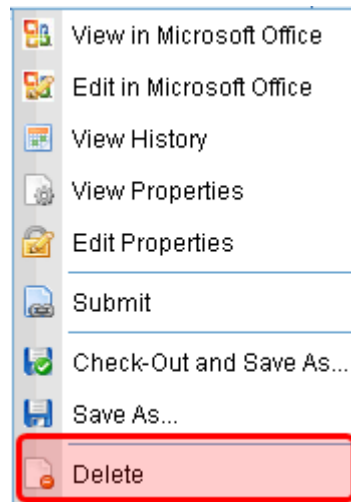 View in Microsoft Office
Edit in Microsoft Office
View History
View Properties
Edit Properties
Submit
Check-Out and Save As...
Save As...
Delete